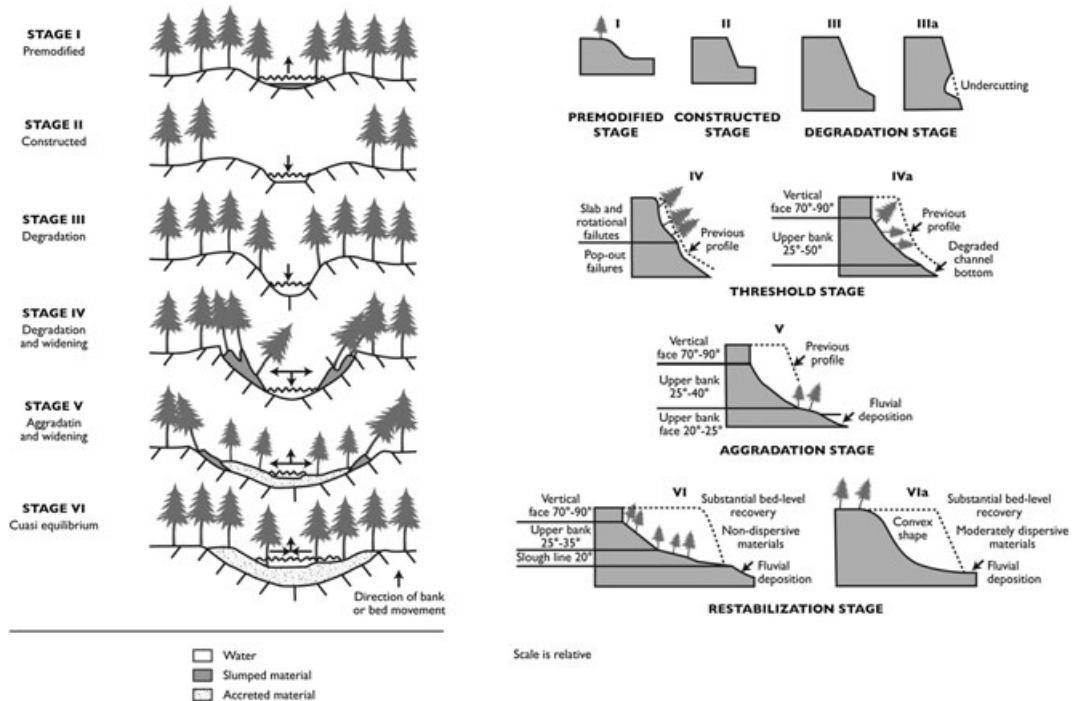 STAGE I
Premodified
STAGE II
Constructed
STAGE III
Degradation
STAGE IV
Degradation
and widening
STAGE V
Aggradatin
and widening
STAGE VI
Cuasi equilibrium
Direction of bank
or bed movement
Water
Slumped material
Accreted material
I
II
III
IIIa
Undercutting
PREMODIFIED
STAGE
CONSTRUCTED
STAGE
DEGRADATION STAGE
IV
Slab and
rotational
failutes
Pop-out
failures
Previous
profile
IVa
Vertical
face 70°-90°
Upper bank
25°-50°
Previous
profile
Degraded
channel
bottom
THRESHOLD STAGE
V
Vertical
face 70°-90°
Upper bank
25°-40°
Upper bank
face 20°-25°
Previous
profile
Fluvial
deposition
AGGRADATION STAGE
VI
Vertical
face 70°-90°
Upper bank
25°-35°
Slough line 20°
Substantial bed-level
recovery
Non-dispersive
materials
Fluvial
deposition
VIa
Convex
shape
Substantial bed-level
recovery
Moderately dispersive
materials
Fluvial
deposition
RESTABILIZATION STAGE
Scale is relative